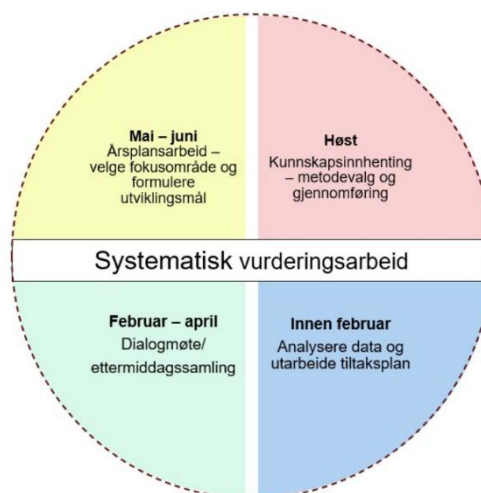 Mai – juni
Årsplansarbeid –
velge fokusområde og
formulere
utviklingsmål
Høst
Kunnskapsinnhenting
– metodevalg og
gjennomføring
Systematisk vurderingsarbeid
Februar – april
Dialogmøte/
ettermiddagssamling
Innen februar
Analysere data og
utarbeide tiltaksplan